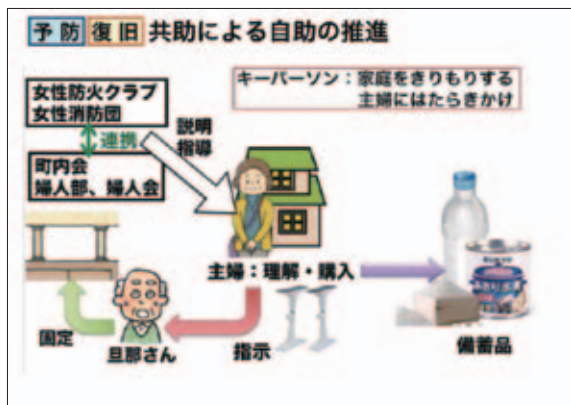 予防 復旧 共助による自助の推進
キーパーソン：家庭をきりもりする
主婦にはたらきかけ
女性防火クラブ
女性消防団
連携
説明
指導
町内会
婦人部、婦人会
主婦：理解・購入
固定
旦那さん
指示
備蓄品